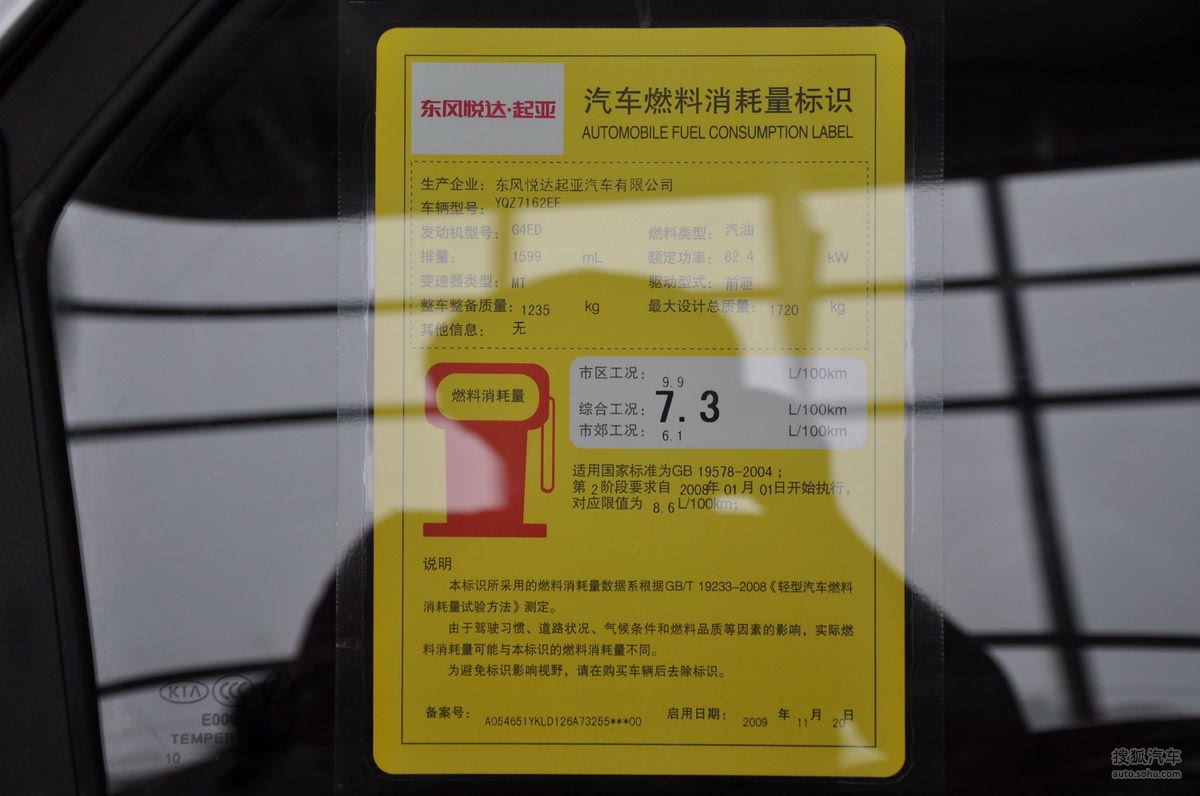 东风悦达·起亚
汽车燃料消耗量标识
AUTOMOBILE FUEL CONSUMPTION LABEL
生产企业：东风悦达起亚汽车有限公司
车辆型号：YQZ7162EF
发动机型号：G4ED 燃料类型：汽油
排量：1599 mL 额定功率：82.4 kW
变速器类型：MT 驱动型式：前驱
整车整备质量：1235 kg 最大设计总质量：1720 kg
其他信息：无
燃料消耗量
市区工况：9.9 L/100km
综合工况：7.3 L/100km
市郊工况：6.1 L/100km
适用国家标准为GB 19578-2004；
第 2 阶段要求自 2008年 01 月 01日开始执行，
对应限值为 8.6 L/100km；
说明
本标识所采用的燃料消耗量数据系根据GB/T 19233-2008《轻型汽车燃料
消耗量试验方法》测定。
由于驾驶习惯、道路状况、气候条件和燃料品质等因素的影响，实际燃
料消耗量可能与本标识的燃料消耗量不同。
为避免标识影响视野，请在购买车辆后去除标识。
备案号：A054651YKLD126A73255***00 启用日期：2009 年 11 月 20日
KIA CCC
E000
TEMPER
10
搜狐汽车
auto.sohu.com